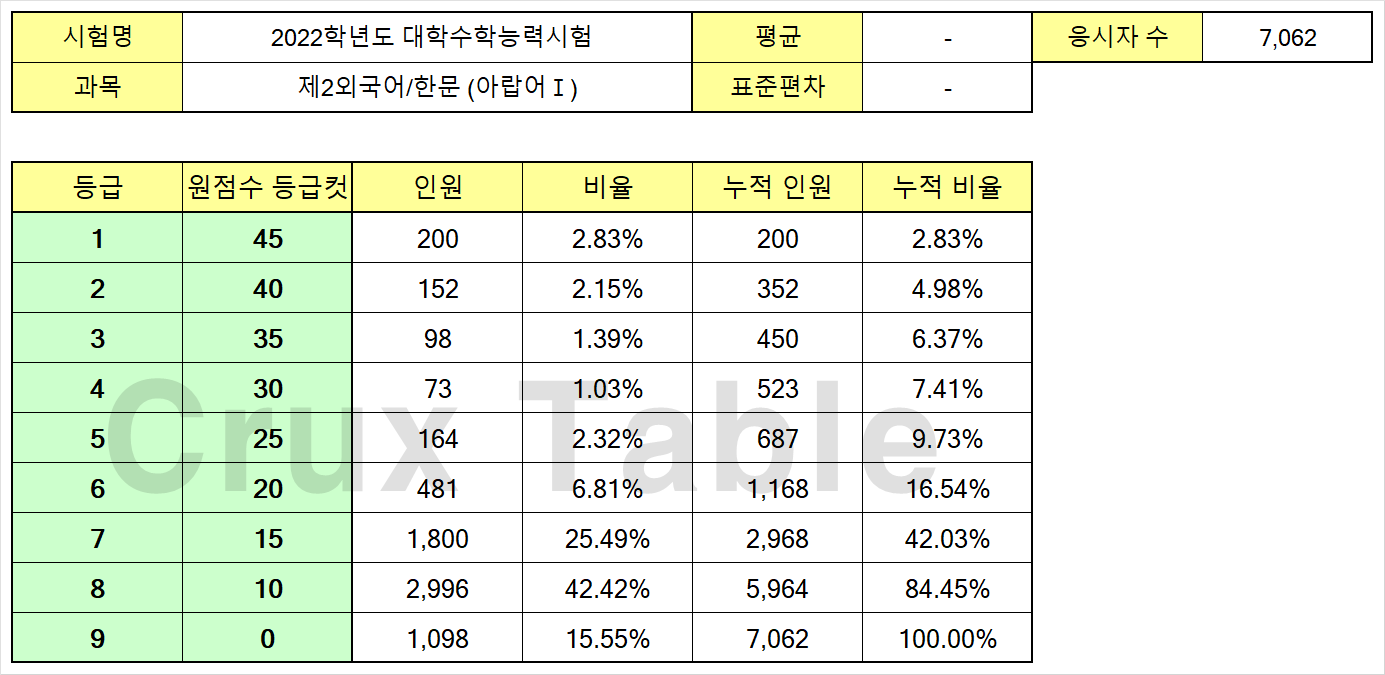 시험명 2022학년도 대학수학능력시험 평균 - 응시자 수 7,062
과목 제2외국어/한문 (아랍어Ⅰ) 표준편차 -
등급 원점수 등급컷 인원 비율 누적 인원 누적 비율
1 45 200 2.83% 200 2.83%
2 40 152 2.15% 352 4.98%
3 35 98 1.39% 450 6.37%
4 30 73 1.03% 523 7.41%
5 25 164 2.32% 687 9.73%
6 20 481 6.81% 1,168 16.54%
7 15 1,800 25.49% 2,968 42.03%
8 10 2,996 42.42% 5,964 84.45%
9 0 1,098 15.55% 7,062 100.00%
Crux Table